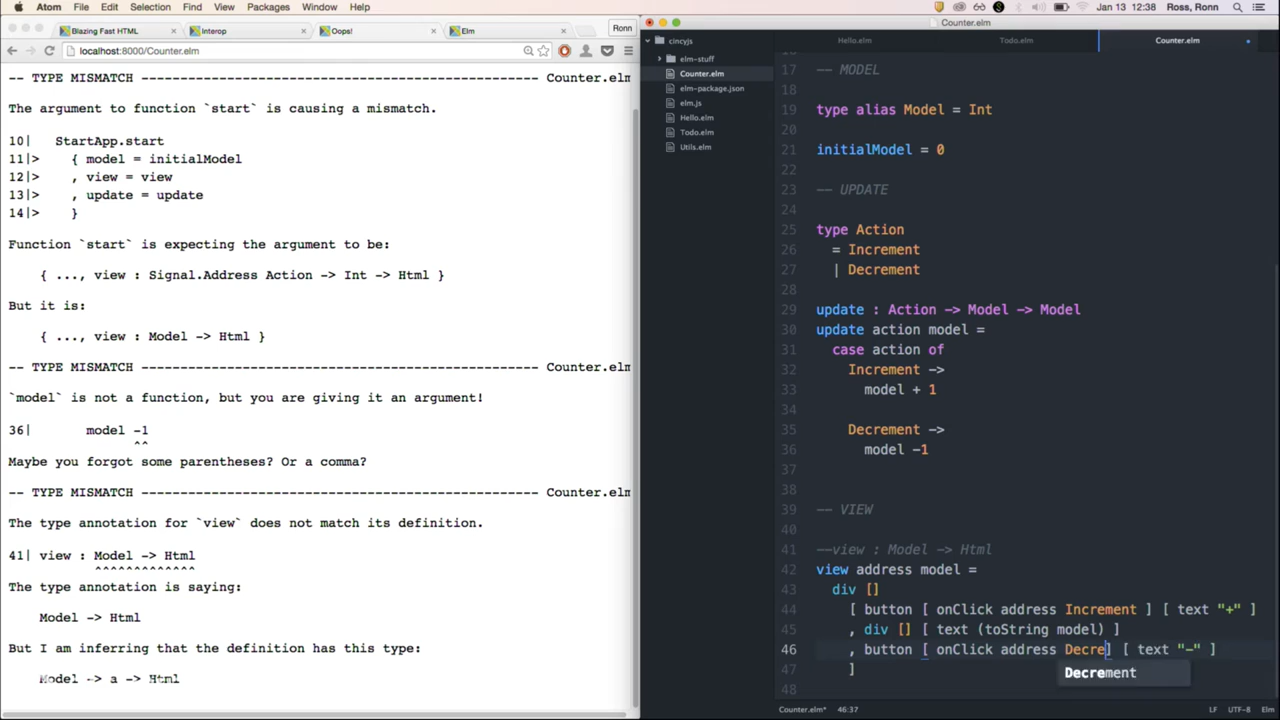 Atom File Edit Selection Find View Packages Window Help
Jan 13 12:38 Ross, Ronn
Blazing Fast HTML
Interop
Oops!
Elm
Ronn
localhost:8000/Counter.elm
-- TYPE MISMATCH --------------------------------------------------- Counter.elm
The argument to function `start` is causing a mismatch.
10| StartApp.start
11|> { model = initialModel
12|> , view = view
13|> , update = update
14|> }
Function `start` is expecting the argument to be:
{ ..., view : Signal.Address Action -> Int -> Html }
But it is:
{ ..., view : Model -> Html }
-- TYPE MISMATCH --------------------------------------------------- Counter.elm
`model` is not a function, but you are giving it an argument!
36| model -1
^^
Maybe you forgot some parentheses? Or a comma?
-- TYPE MISMATCH --------------------------------------------------- Counter.elm
The type annotation for `view` does not match its definition.
41| view : Model -> Html
^^^^^^^^^^^^^
The type annotation is saying:
Model -> Html
But I am inferring that the definition has this type:
Model -> a -> Html
Counter.elm
cincyjs
elm-stuff
Counter.elm
elm-package.json
elm.js
Hello.elm
Todo.elm
Utils.elm
Hello.elm
Todo.elm
Counter.elm
16
17 -- MODEL
18
19 type alias Model = Int
20
21 initialModel = 0
22
23 -- UPDATE
24
25 type Action
26 = Increment
27 | Decrement
28
29 update : Action -> Model -> Model
30 update action model =
31 case action of
32 Increment ->
33 model + 1
34
35 Decrement ->
36 model -1
37
38
39 -- VIEW
40
41 --view : Model -> Html
42 view address model =
43 div []
44 [ button [ onClick address Increment ] [ text "+" ]
45 , div [] [ text (toString model) ]
46 , button [ onClick address Decre] [ text "-" ]
47 ]
Decrement
48
Counter.elm* 46:37
LF UTF-8 Elm